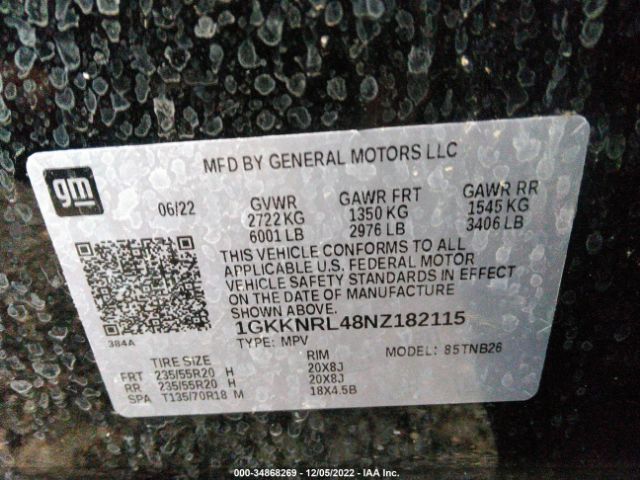 MFD BY GENERAL MOTORS LLC
gm
06/22 GVWR GAWR FRT GAWR RR
2722 KG 1350 KG 1545 KG
6001 LB 2976 LB 3406 LB
THIS VEHICLE CONFORMS TO ALL
APPLICABLE U.S. FEDERAL MOTOR
VEHICLE SAFETY STANDARDS IN EFFECT
ON THE DATE OF MANUFACTURE
SHOWN ABOVE.
1GKKNRL48NZ182115
384A
TYPE: MPV MODEL: 85TNB26
TIRE SIZE RIM
FRT 235/55R20 H 20X8J
RR 235/55R20 H 20X8J
SPA T135/70R18 M 18X4.5B
000-34868269 - 12/05/2022 - IAA Inc.